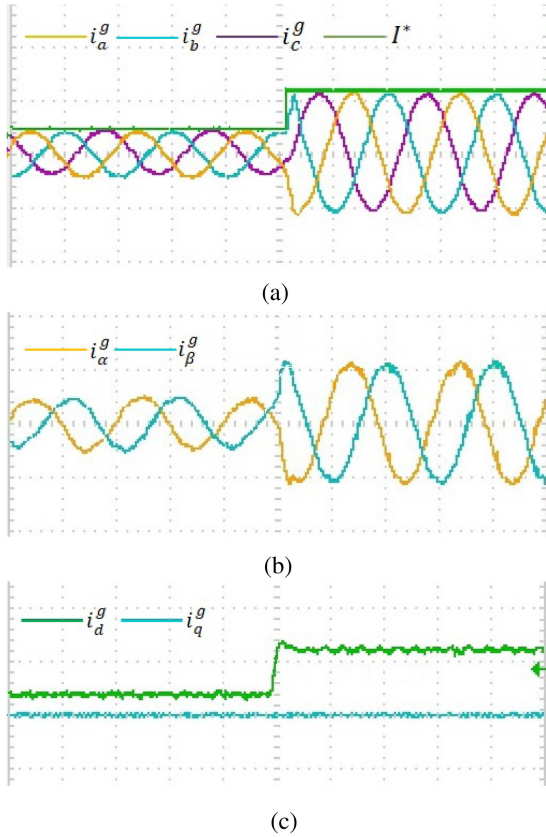 i_a^g i_b^g i_c^g I*
(a)
i_α^g i_β^g
(b)
i_d^g i_q^g
(c)